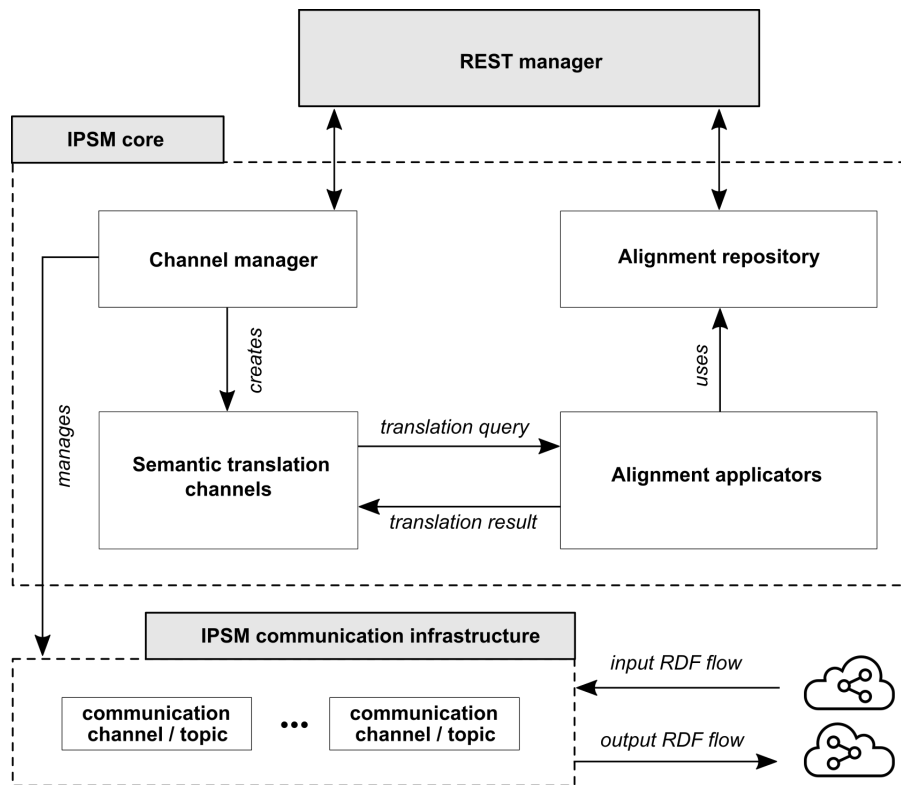 REST manager
IPSM core
Channel manager
Alignment repository
creates
uses
manages
translation query
Semantic translation
channels
Alignment applicators
translation result
IPSM communication infrastructure
input RDF flow
communication
channel / topic
•••
communication
channel / topic
output RDF flow